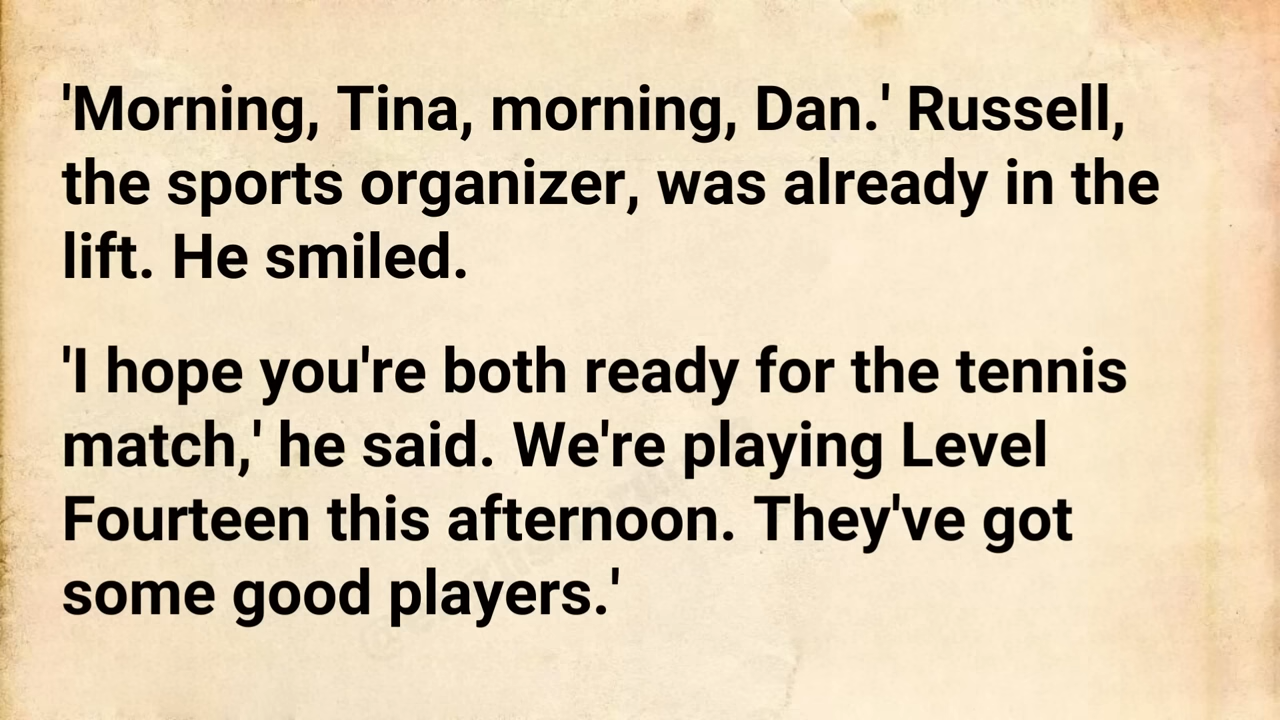 'Morning, Tina, morning, Dan.' Russell,
the sports organizer, was already in the
lift. He smiled.
'I hope you're both ready for the tennis
match,' he said. We're playing Level
Fourteen this afternoon. They've got
some good players.'